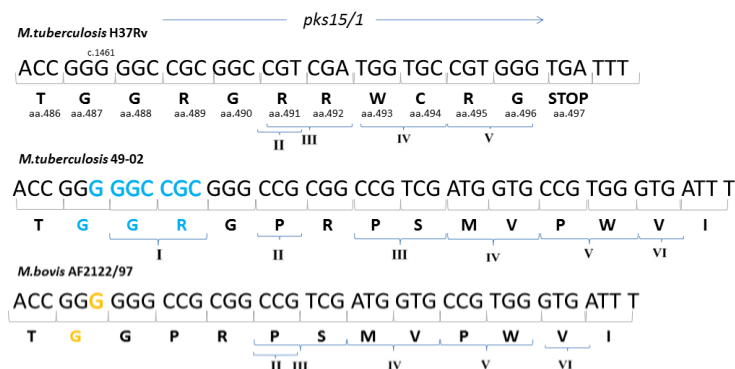 pks15/1
M.tuberculosis H37Rv
c.1461
ACC GGG GGC CGC GGC CGT CGA TGG TGC CGT GGG TGA TTT
T G G R G R R W C R G STOP
aa.486 aa.487 aa.488 aa.489 aa.490 aa.491 aa.492 aa.493 aa.494 aa.495 aa.496 aa.497
II III IV V
M.tuberculosis 49-02
ACC GGG GGC CGC GGG CCG CGG CCG TCG ATG GTG CCG TGG GTG ATT T
T G G R G P R P S M V P W V I
I II III IV V VI
M.bovis AF2122/97
ACC GGG GGG CCG CGG CCG TCG ATG GTG CCG TGG GTG ATT T
T G G P R P S M V P W V I
II III IV V VI